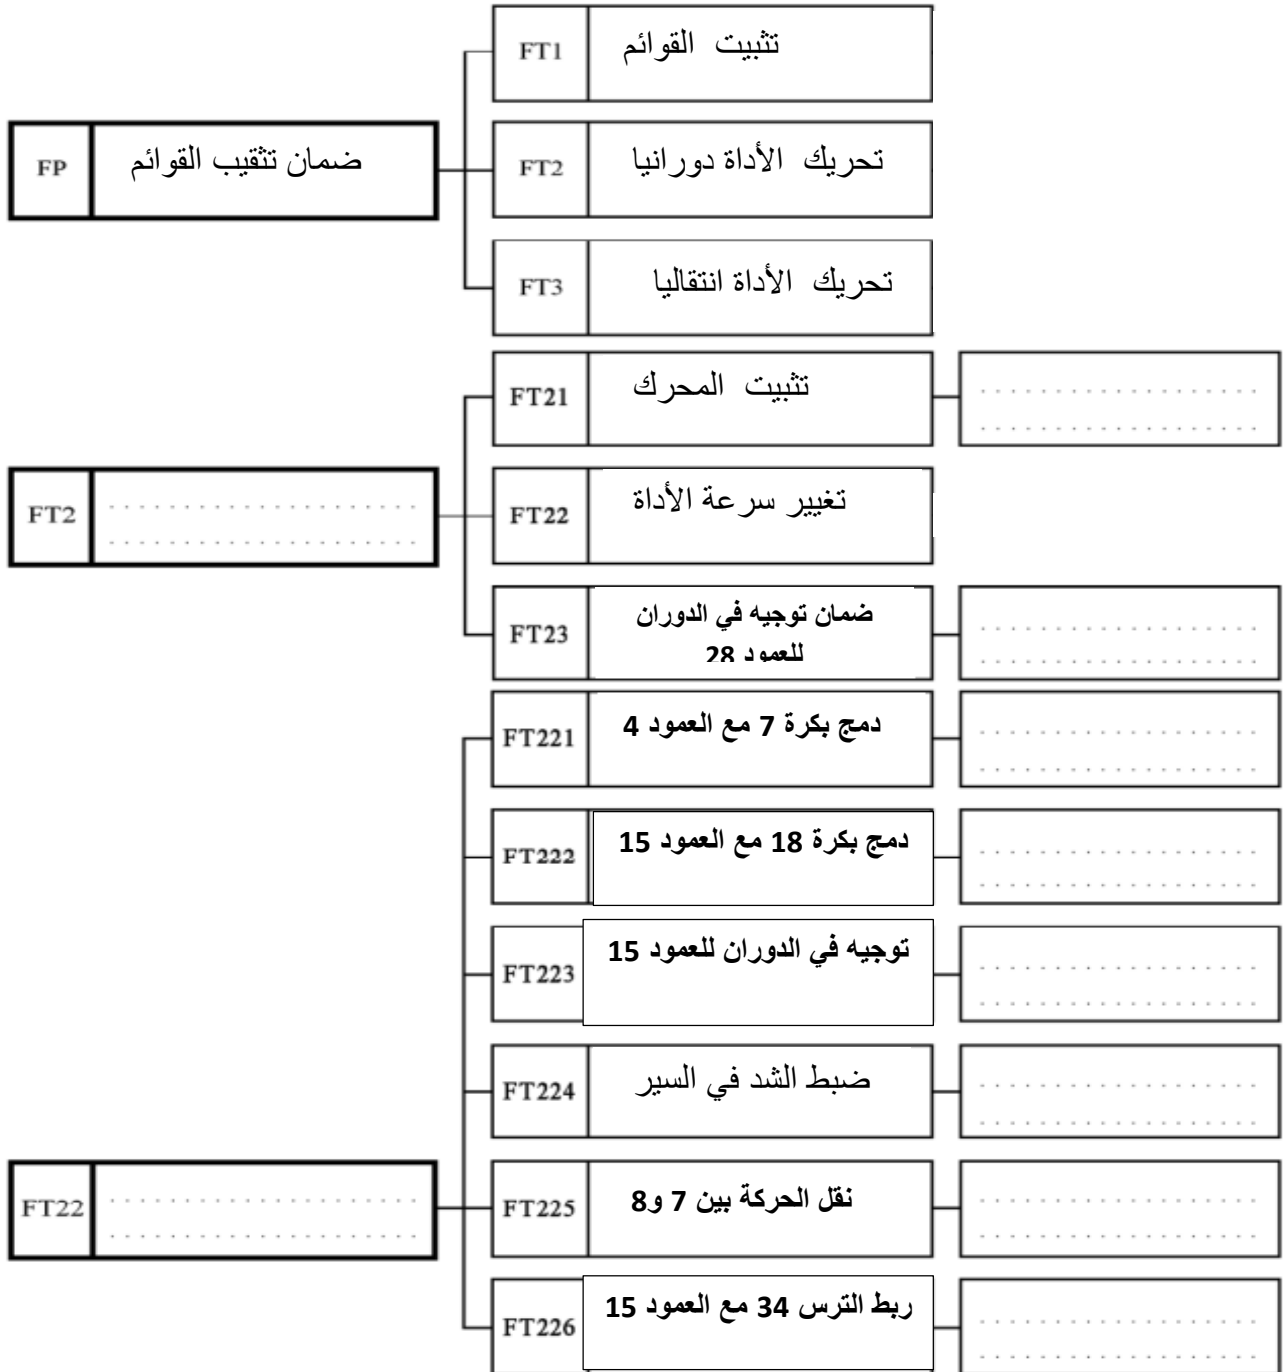 FT1 تثبيت القوائم
FP ضمان تثقيب القوائم
FT2 تحريك الأداة دورانيا
FT3 تحريك الأداة انتقاليا
FT21 تثبيت المحرك
FT2
FT22 تغيير سرعة الأداة
FT23 ضمان توجيه في الدوران
للعمود 28
FT221 دمج بكرة 7 مع العمود 4
FT222 دمج بكرة 18 مع العمود 15
FT223 توجيه في الدوران للعمود 15
FT224 ضبط الشد في السير
FT22
FT225 نقل الحركة بين 7 و8
FT226 ربط الترس 34 مع العمود 15